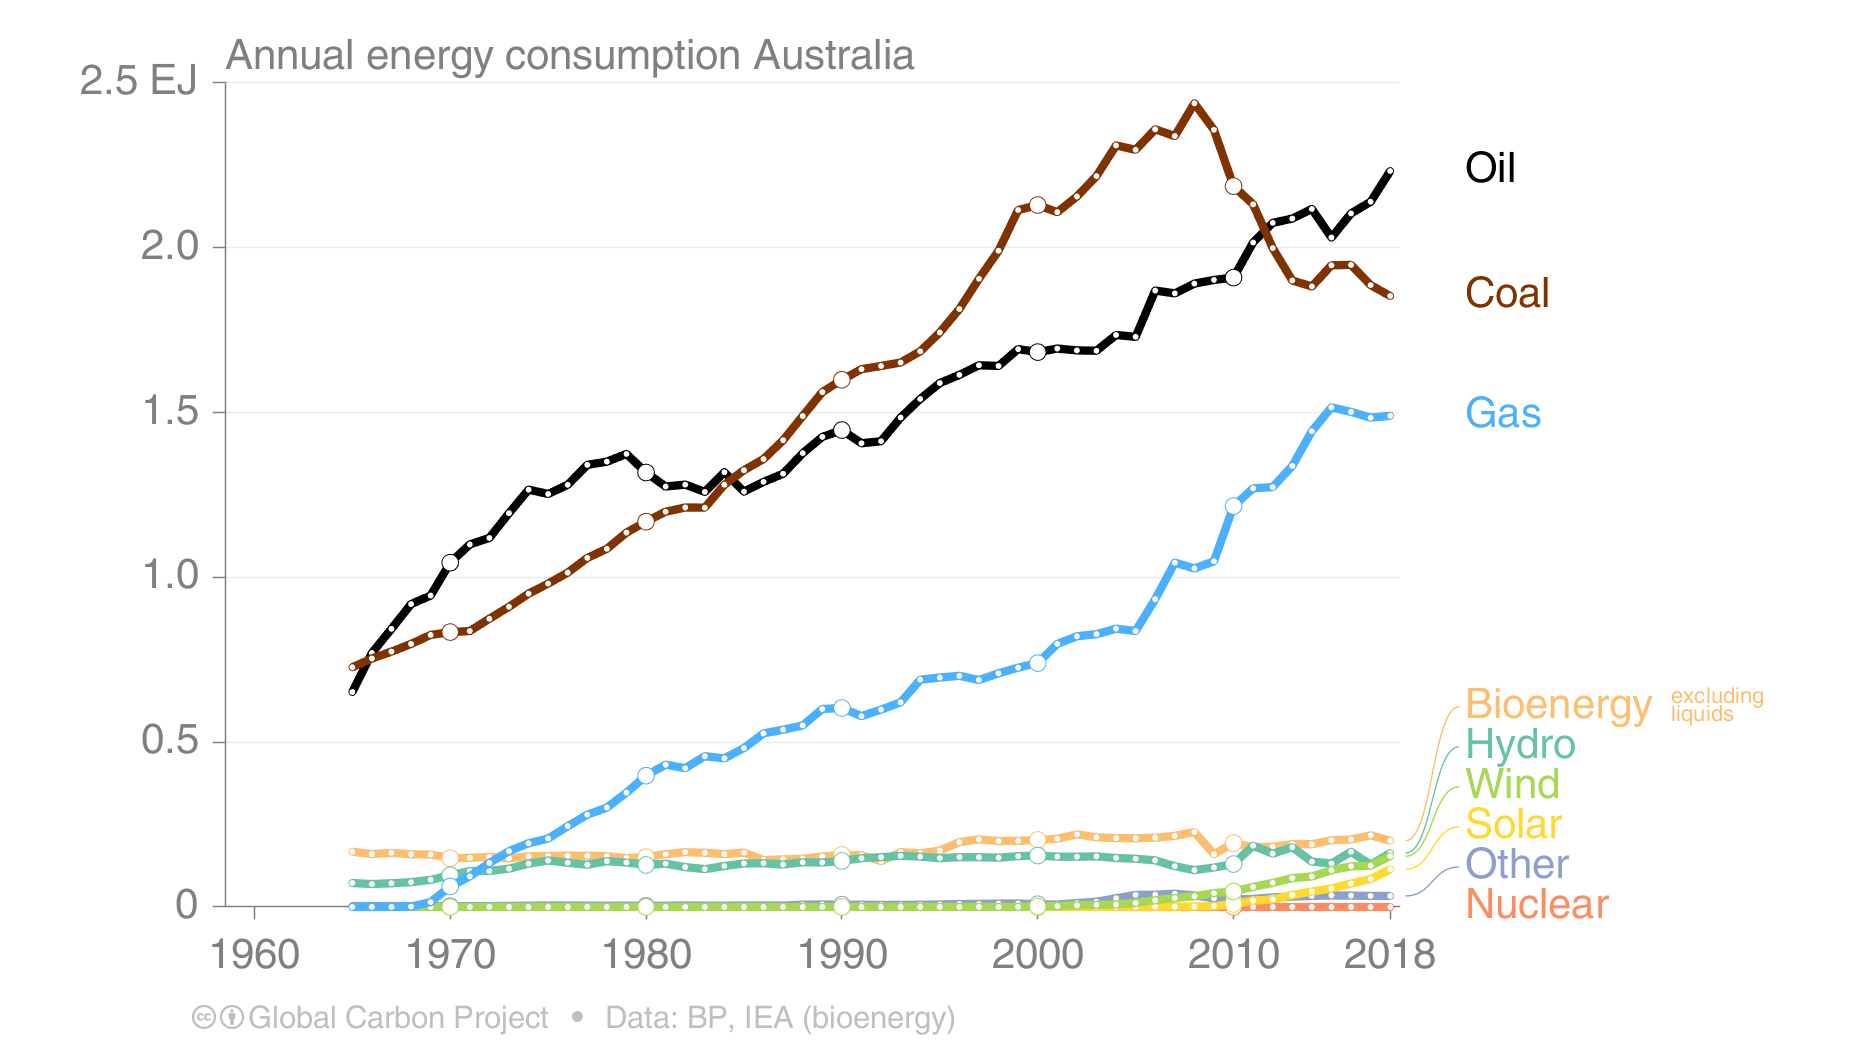 Annual energy consumption Australia
2.5 EJ
2.0
1.5
1.0
0.5
0
1960 1970 1980 1990 2000 2010 2018
Oil
Coal
Gas
Bioenergy excluding
liquids
Hydro
Wind
Solar
Other
Nuclear
cc Global Carbon Project • Data: BP, IEA (bioenergy)